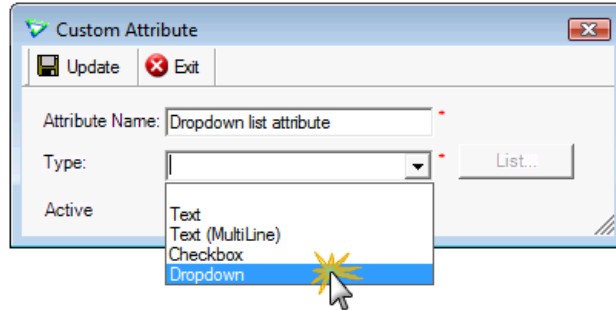 Custom Attribute
Update Exit
Attribute Name: Dropdown list attribute *
Type: * List...
Active
Text
Text (MultiLine)
Checkbox
Dropdown